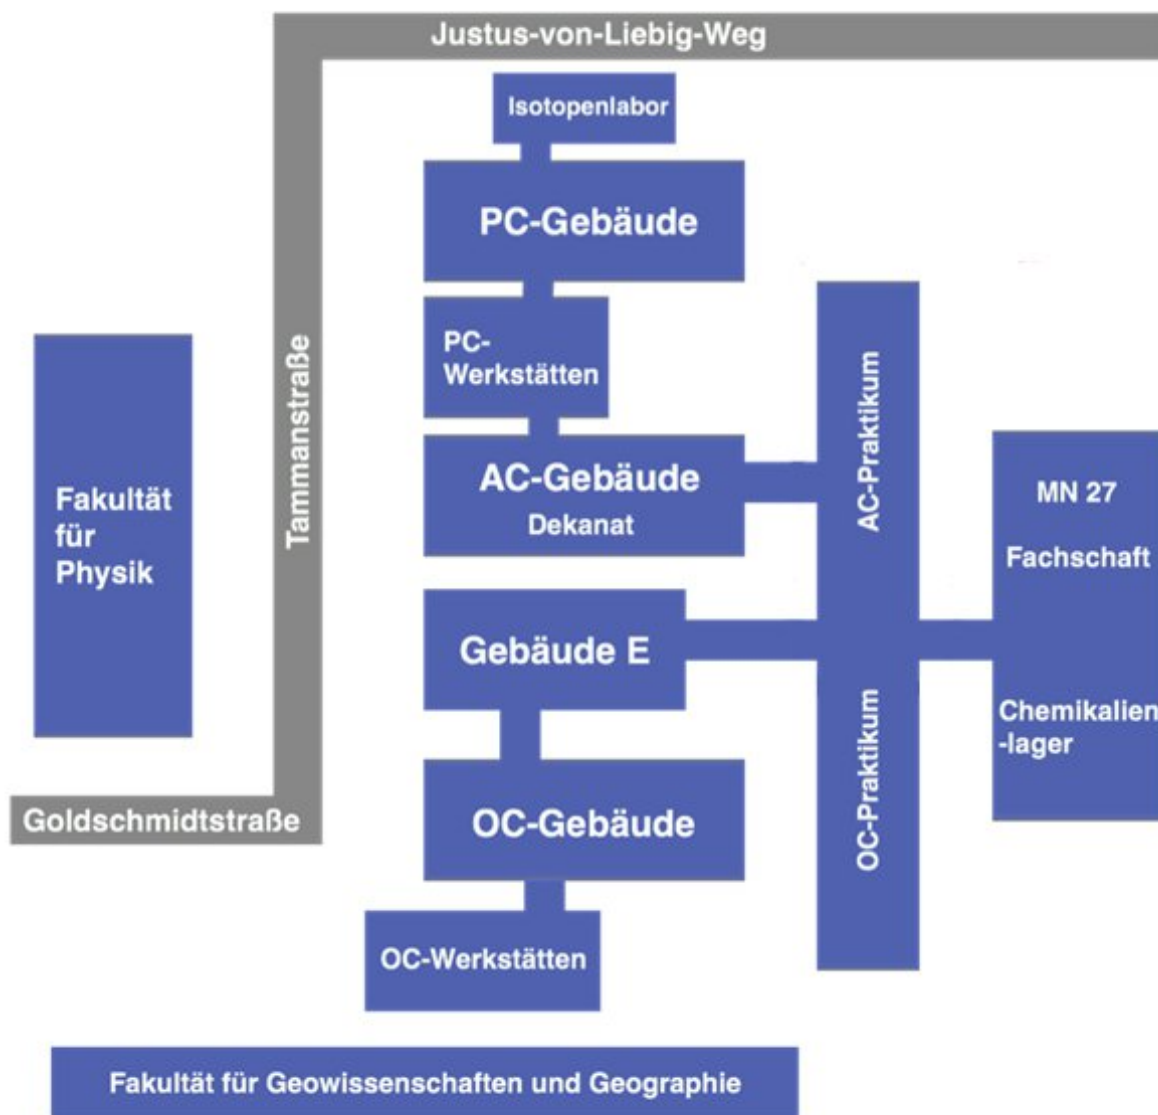 Justus-von-Liebig-Weg
Isotopenlabor
PC-Gebäude
PC-
Werkstätten
Tammanstraße
AC-Praktikum
AC-Gebäude
Dekanat
MN 27
Fachschaft
Fakultät
für
Physik
Gebäude E
Chemikalien
-lager
OC-Praktikum
Goldschmidtstraße
OC-Gebäude
OC-Werkstätten
Fakultät für Geowissenschaften und Geographie